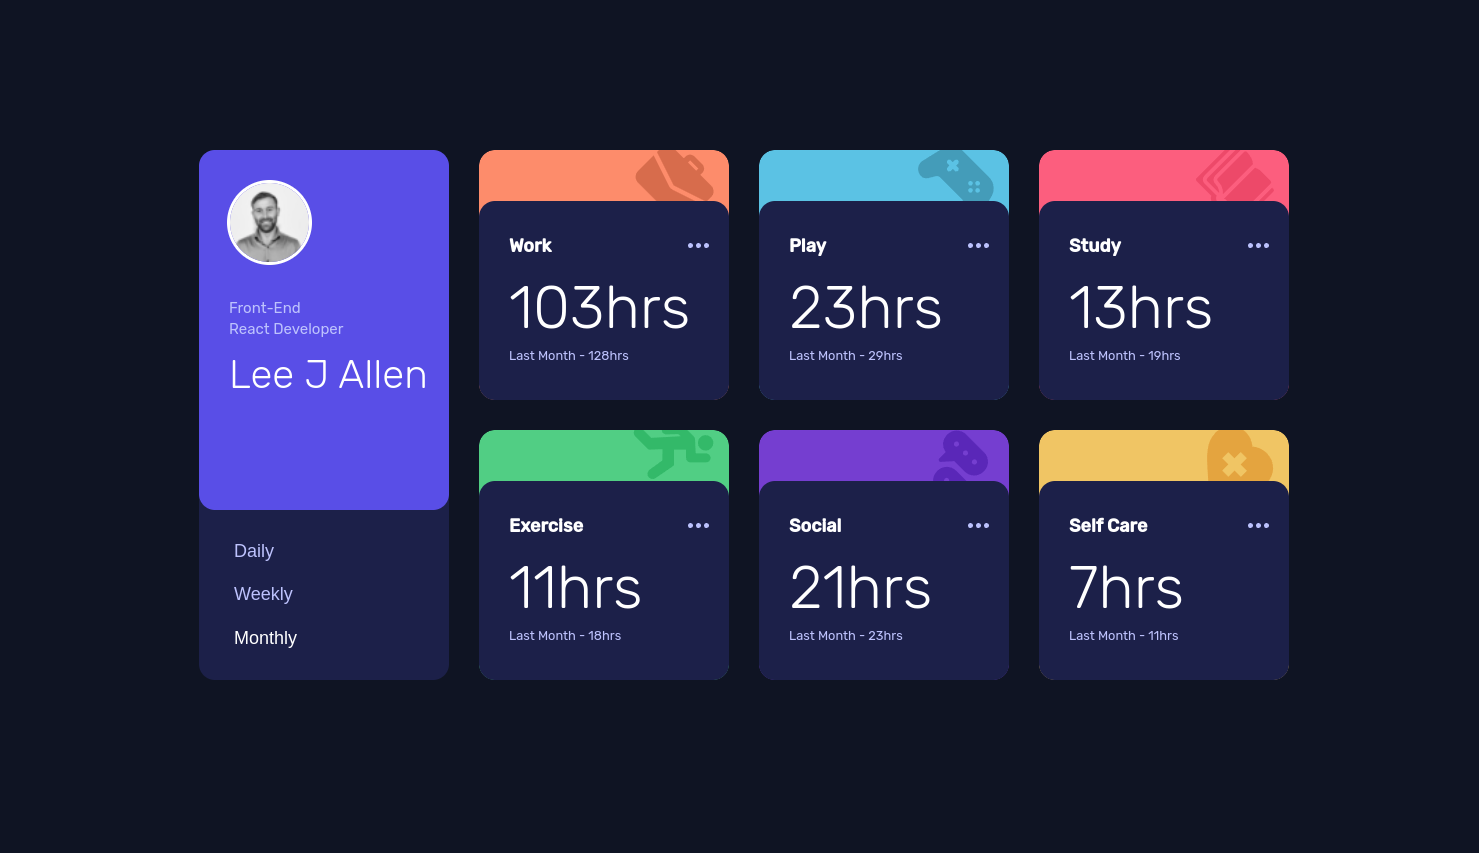 Front-End
React Developer
Lee J Allen
Daily
Weekly
Monthly
Work
103hrs
Last Month - 128hrs
Play
23hrs
Last Month - 29hrs
Study
13hrs
Last Month - 19hrs
Exercise
11hrs
Last Month - 18hrs
Social
21hrs
Last Month - 23hrs
Self Care
7hrs
Last Month - 11hrs